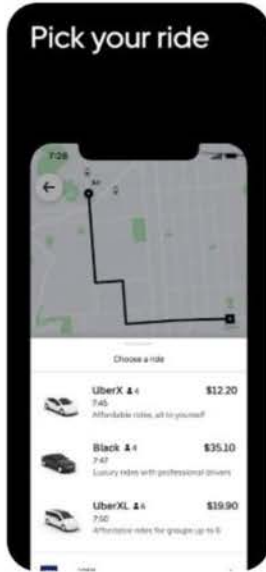 Pick your ride
7:28
Choose a ride
UberX 4 $12.20
7:45
Affordable rides, all to yourself
Black 4 $35.10
7:47
Luxury rides with professional drivers
UberXL 6 $19.90
7:50
Affordable rides for groups up to 6